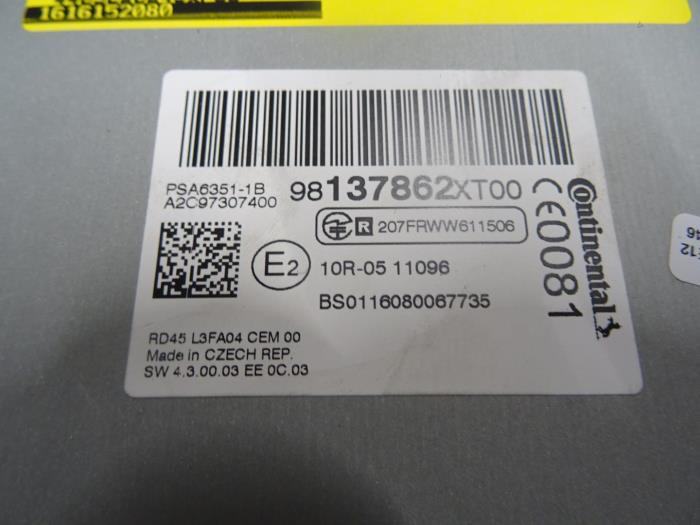 1616152080
PSA6351-1B
98137862XT00
A2C97307400
R 207FRWW611506
E2
10R-05 11096
BS0116080067735
RD45 L3FA04 CEM 00
Made in CZECH REP.
SW 4.3.00.03 EE 0C.03
CE0081
Continental